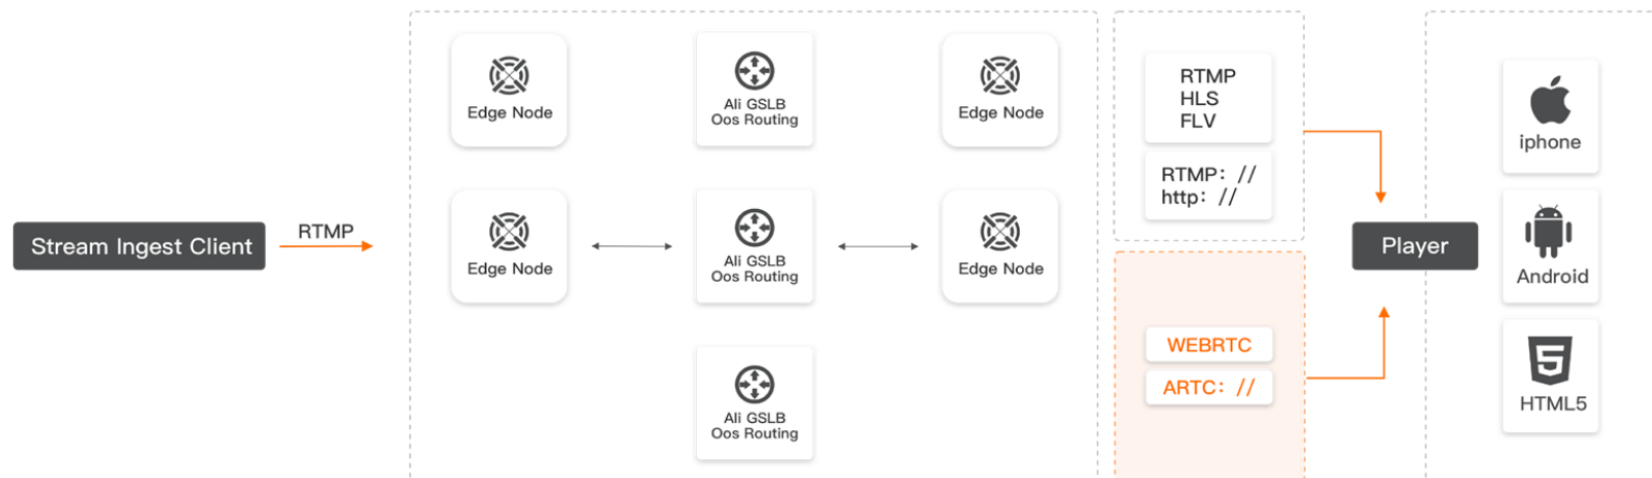 Stream Ingest Client
RTMP
Edge Node
Ali GSLB
Oos Routing
Edge Node
Edge Node
Ali GSLB
Oos Routing
Edge Node
Ali GSLB
Oos Routing
RTMP
HLS
FLV
RTMP: //
http: //
WEBRTC
ARTC: //
Player
iphone
Android
5
HTML5